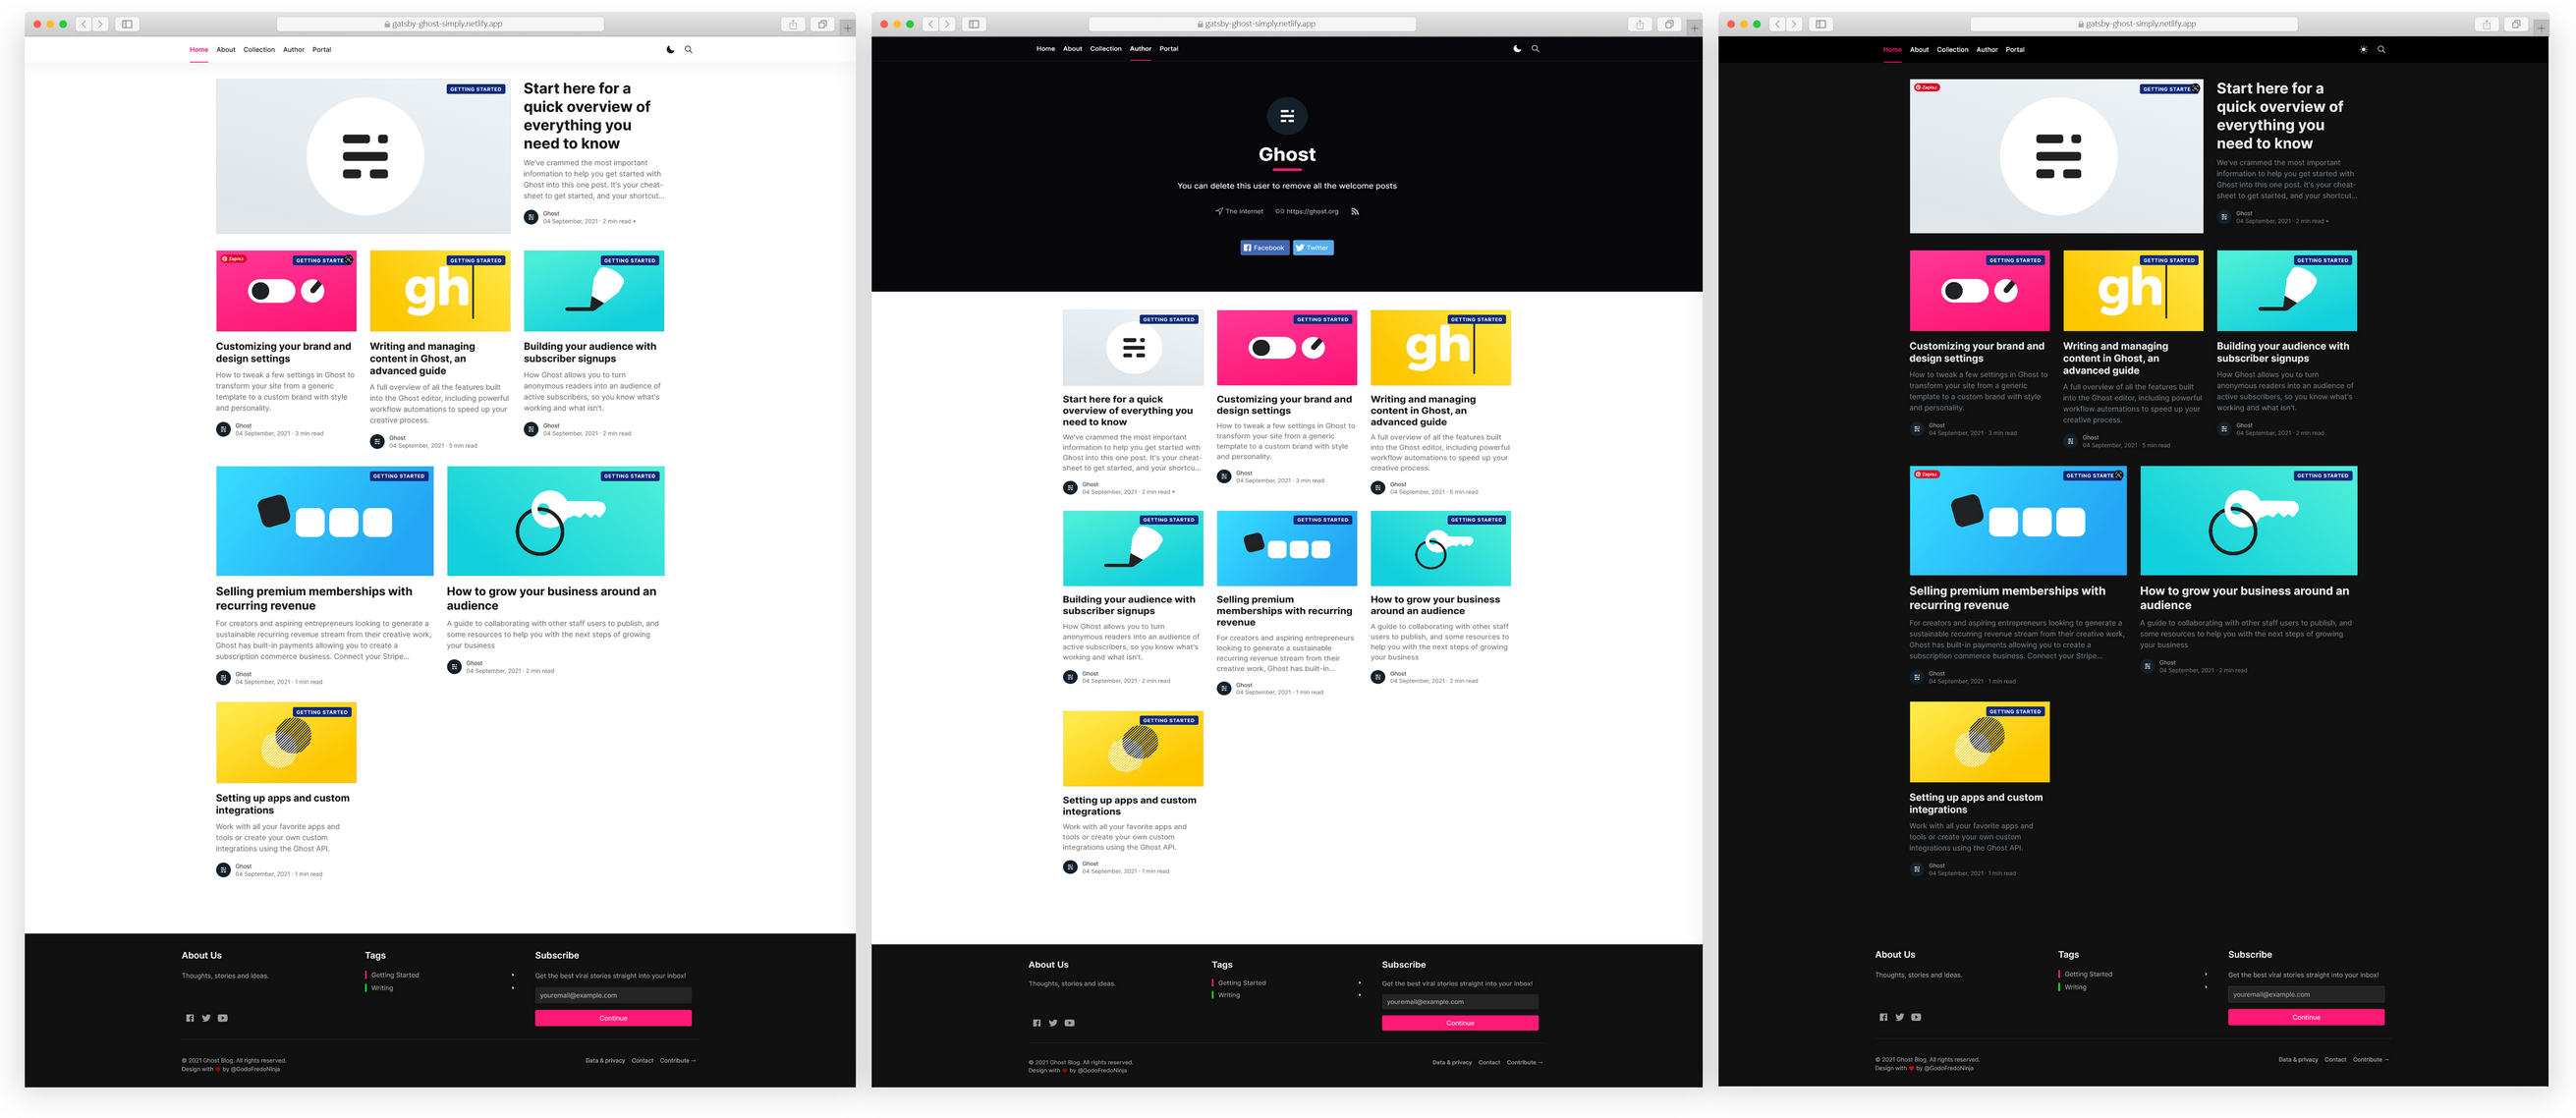 gatsby-ghost-simply.netlify.app
Home About Collection Author Portal
GETTING STARTED
Start here for a
quick overview of
everything you
need to know
We've crammed the most important
information to help you get started with
Ghost into this one post. It's your cheat-
sheet to get started, and your shortcut...
Ghost
04 September, 2021 · 2 min read •
GETTING STARTE
gh
GETTING STARTED
GETTING STARTED
Customizing your brand and
design settings
How to tweak a few settings in Ghost to
transform your site from a generic
template to a custom brand with style
and personality.
Ghost
04 September, 2021 · 3 min read
Writing and managing
content in Ghost, an
advanced guide
A full overview of all the features built
into the Ghost editor, including powerful
workflow automations to speed up your
creative process.
Ghost
04 September, 2021 · 5 min read
Building your audience with
subscriber signups
How Ghost allows you to turn
anonymous readers into an audience of
active subscribers, so you know what's
working and what isn't.
Ghost
04 September, 2021 · 2 min read
GETTING STARTED
GETTING STARTED
Selling premium memberships with
recurring revenue
For creators and aspiring entrepreneurs looking to generate a
sustainable recurring revenue stream from their creative work,
Ghost has built-in payments allowing you to create a
subscription commerce business. Connect your Stripe...
Ghost
04 September, 2021 · 1 min read
How to grow your business around an
audience
A guide to collaborating with other staff users to publish, and
some resources to help you with the next steps of growing
your business
Ghost
04 September, 2021 · 2 min read
GETTING STARTED
Setting up apps and custom
integrations
Work with all your favorite apps and
tools or create your own custom
integrations using the Ghost API.
Ghost
04 September, 2021 · 1 min read
About Us
Thoughts, stories and ideas.
Tags
Getting Started
Writing
Subscribe
Get the best viral stories straight into your inbox!
youremail@example.com
Continue
© 2021 Ghost Blog. All rights reserved.
Design with ❤ by @GodoFredoNinja
Data & privacy Contact Contribute →
gatsby-ghost-simply.netlify.app
Home About Collection Author Portal
Ghost
You can delete this user to remove all the welcome posts
The Internet https://ghost.org
Facebook Twitter
GETTING STARTED
GETTING STARTED
gh
GETTING STARTED
Start here for a quick
overview of everything you
need to know
We've crammed the most important
information to help you get started with
Ghost into this one post. It's your cheat-
sheet to get started, and your shortcu...
Ghost
04 September, 2021 · 2 min read •
Customizing your brand and
design settings
How to tweak a few settings in Ghost to
transform your site from a generic
template to a custom brand with style
and personality.
Ghost
04 September, 2021 · 3 min read
Writing and managing
content in Ghost, an
advanced guide
A full overview of all the features built
into the Ghost editor, including powerful
workflow automations to speed up your
creative process.
Ghost
04 September, 2021 · 5 min read
GETTING STARTED
GETTING STARTED
GETTING STARTED
Building your audience with
subscriber signups
How Ghost allows you to turn
anonymous readers into an audience of
active subscribers, so you know what's
working and what isn't.
Ghost
04 September, 2021 · 2 min read
Selling premium
memberships with recurring
revenue
For creators and aspiring entrepreneurs
looking to generate a sustainable
recurring revenue stream from their
creative work, Ghost has built-in...
Ghost
04 September, 2021 · 1 min read
How to grow your business
around an audience
A guide to collaborating with other staff
users to publish, and some resources to
help you with the next steps of growing
your business
Ghost
04 September, 2021 · 2 min read
GETTING STARTED
Setting up apps and custom
integrations
Work with all your favorite apps and
tools or create your own custom
integrations using the Ghost API.
Ghost
04 September, 2021 · 1 min read
About Us
Thoughts, stories and ideas.
Tags
Getting Started
Writing
Subscribe
Get the best viral stories straight into your inbox!
youremail@example.com
Continue
© 2021 Ghost Blog. All rights reserved.
Design with ❤ by @GodoFredoNinja
Data & privacy Contact Contribute →
gatsby-ghost-simply.netlify.app
Home About Collection Author Portal
GETTING STARTE
Start here for a
quick overview of
everything you
need to know
We've crammed the most important
information to help you get started with
Ghost into this one post. It's your cheat-
sheet to get started, and your shortcut...
Ghost
04 September, 2021 · 2 min read •
GETTING STARTED
gh
GETTING STARTED
GETTING STARTED
Customizing your brand and
design settings
How to tweak a few settings in Ghost to
transform your site from a generic
template to a custom brand with style
and personality.
Ghost
04 September, 2021 · 3 min read
Writing and managing
content in Ghost, an
advanced guide
A full overview of all the features built
into the Ghost editor, including powerful
workflow automations to speed up your
creative process.
Ghost
04 September, 2021 · 5 min read
Building your audience with
subscriber signups
How Ghost allows you to turn
anonymous readers into an audience of
active subscribers, so you know what's
working and what isn't.
Ghost
04 September, 2021 · 2 min read
GETTING STARTE
GETTING STARTED
Selling premium memberships with
recurring revenue
For creators and aspiring entrepreneurs looking to generate a
sustainable recurring revenue stream from their creative work,
Ghost has built-in payments allowing you to create a
subscription commerce business. Connect your Stripe...
Ghost
04 September, 2021 · 1 min read
How to grow your business around an
audience
A guide to collaborating with other staff users to publish, and
some resources to help you with the next steps of growing
your business
Ghost
04 September, 2021 · 2 min read
GETTING STARTED
Setting up apps and custom
integrations
Work with all your favorite apps and
tools or create your own custom
integrations using the Ghost API.
Ghost
04 September, 2021 · 1 min read
About Us
Thoughts, stories and ideas.
Tags
Getting Started
Writing
Subscribe
Get the best viral stories straight into your inbox!
youremail@example.com
Continue
© 2021 Ghost Blog. All rights reserved.
Design with ❤ by @GodoFredoNinja
Data & privacy Contact Contribute →